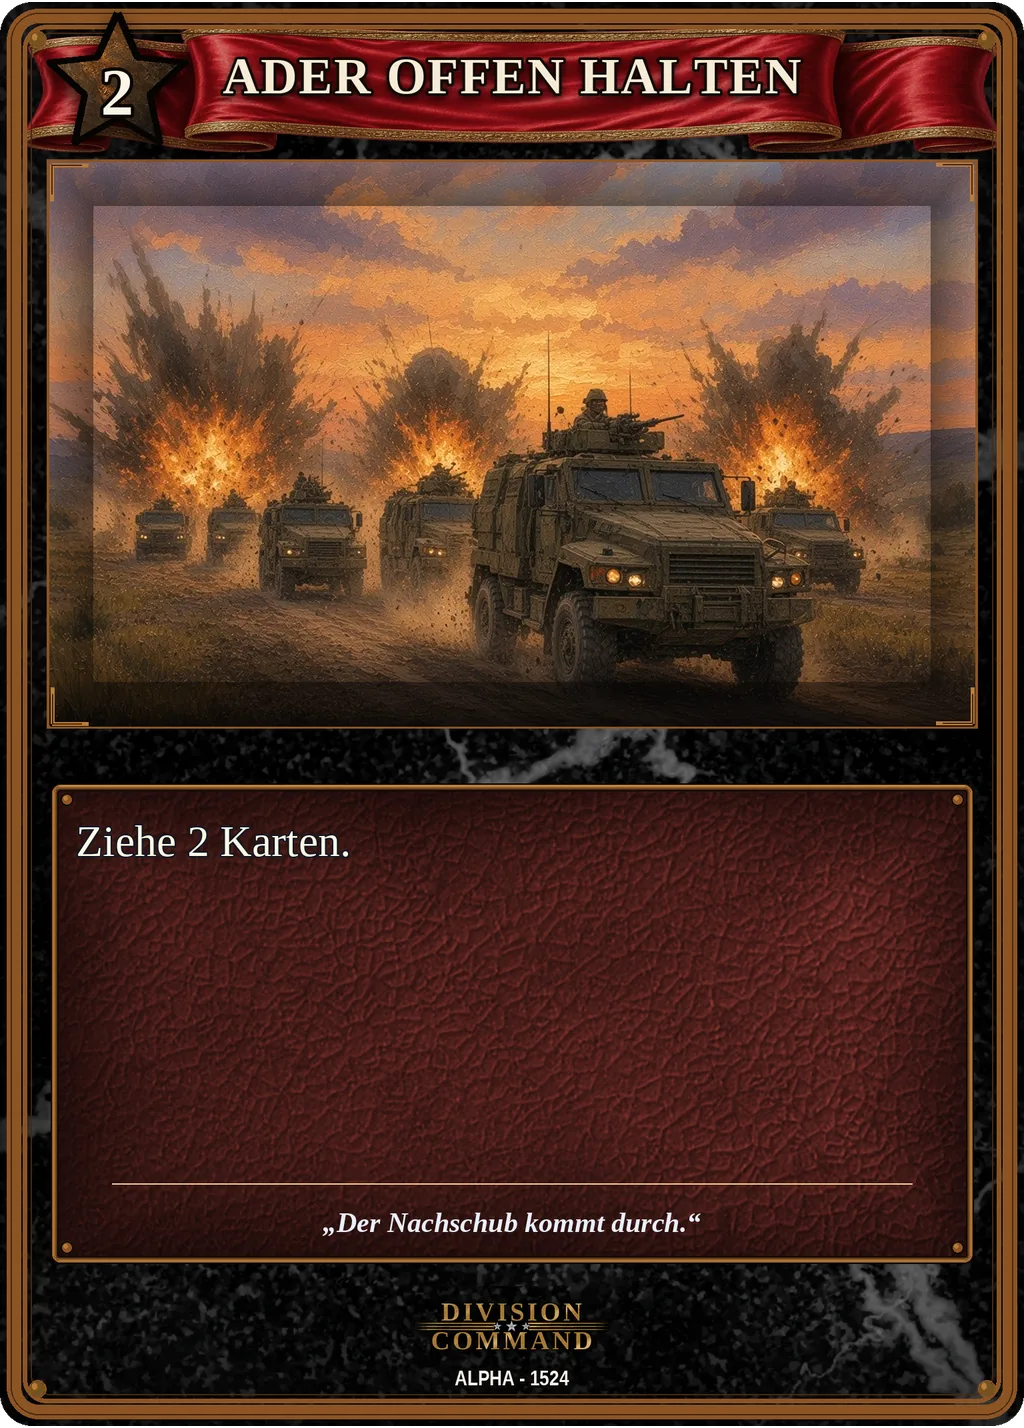 2
ADER OFFEN HALTEN
Ziehe 2 Karten.
„Der Nachschub kommt durch.“
DIVISION
COMMAND
ALPHA - 1524